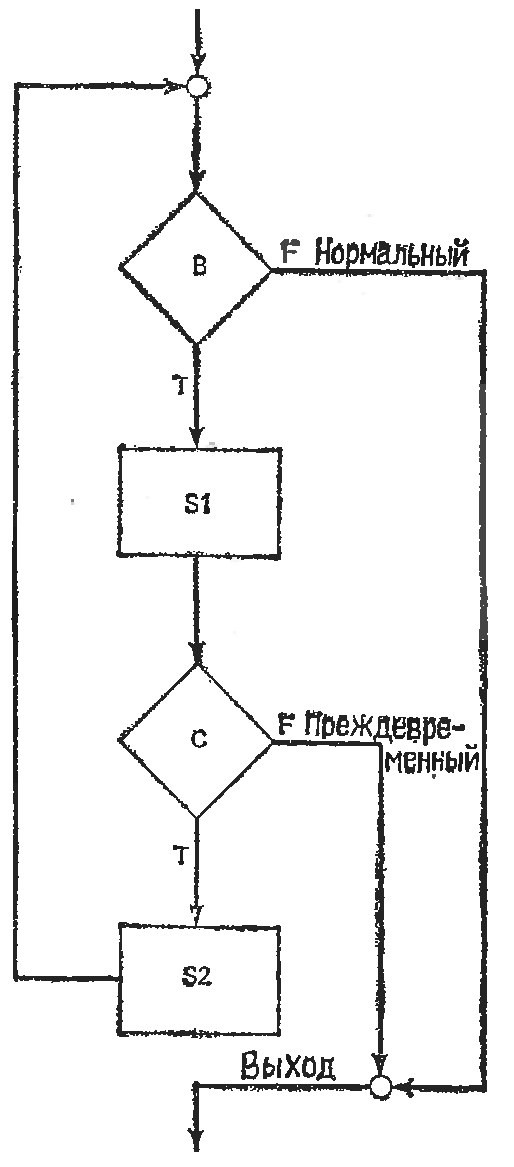 B
F Нормальный
T
S1
C
F Преждевре-
менный
T
S2
Выход